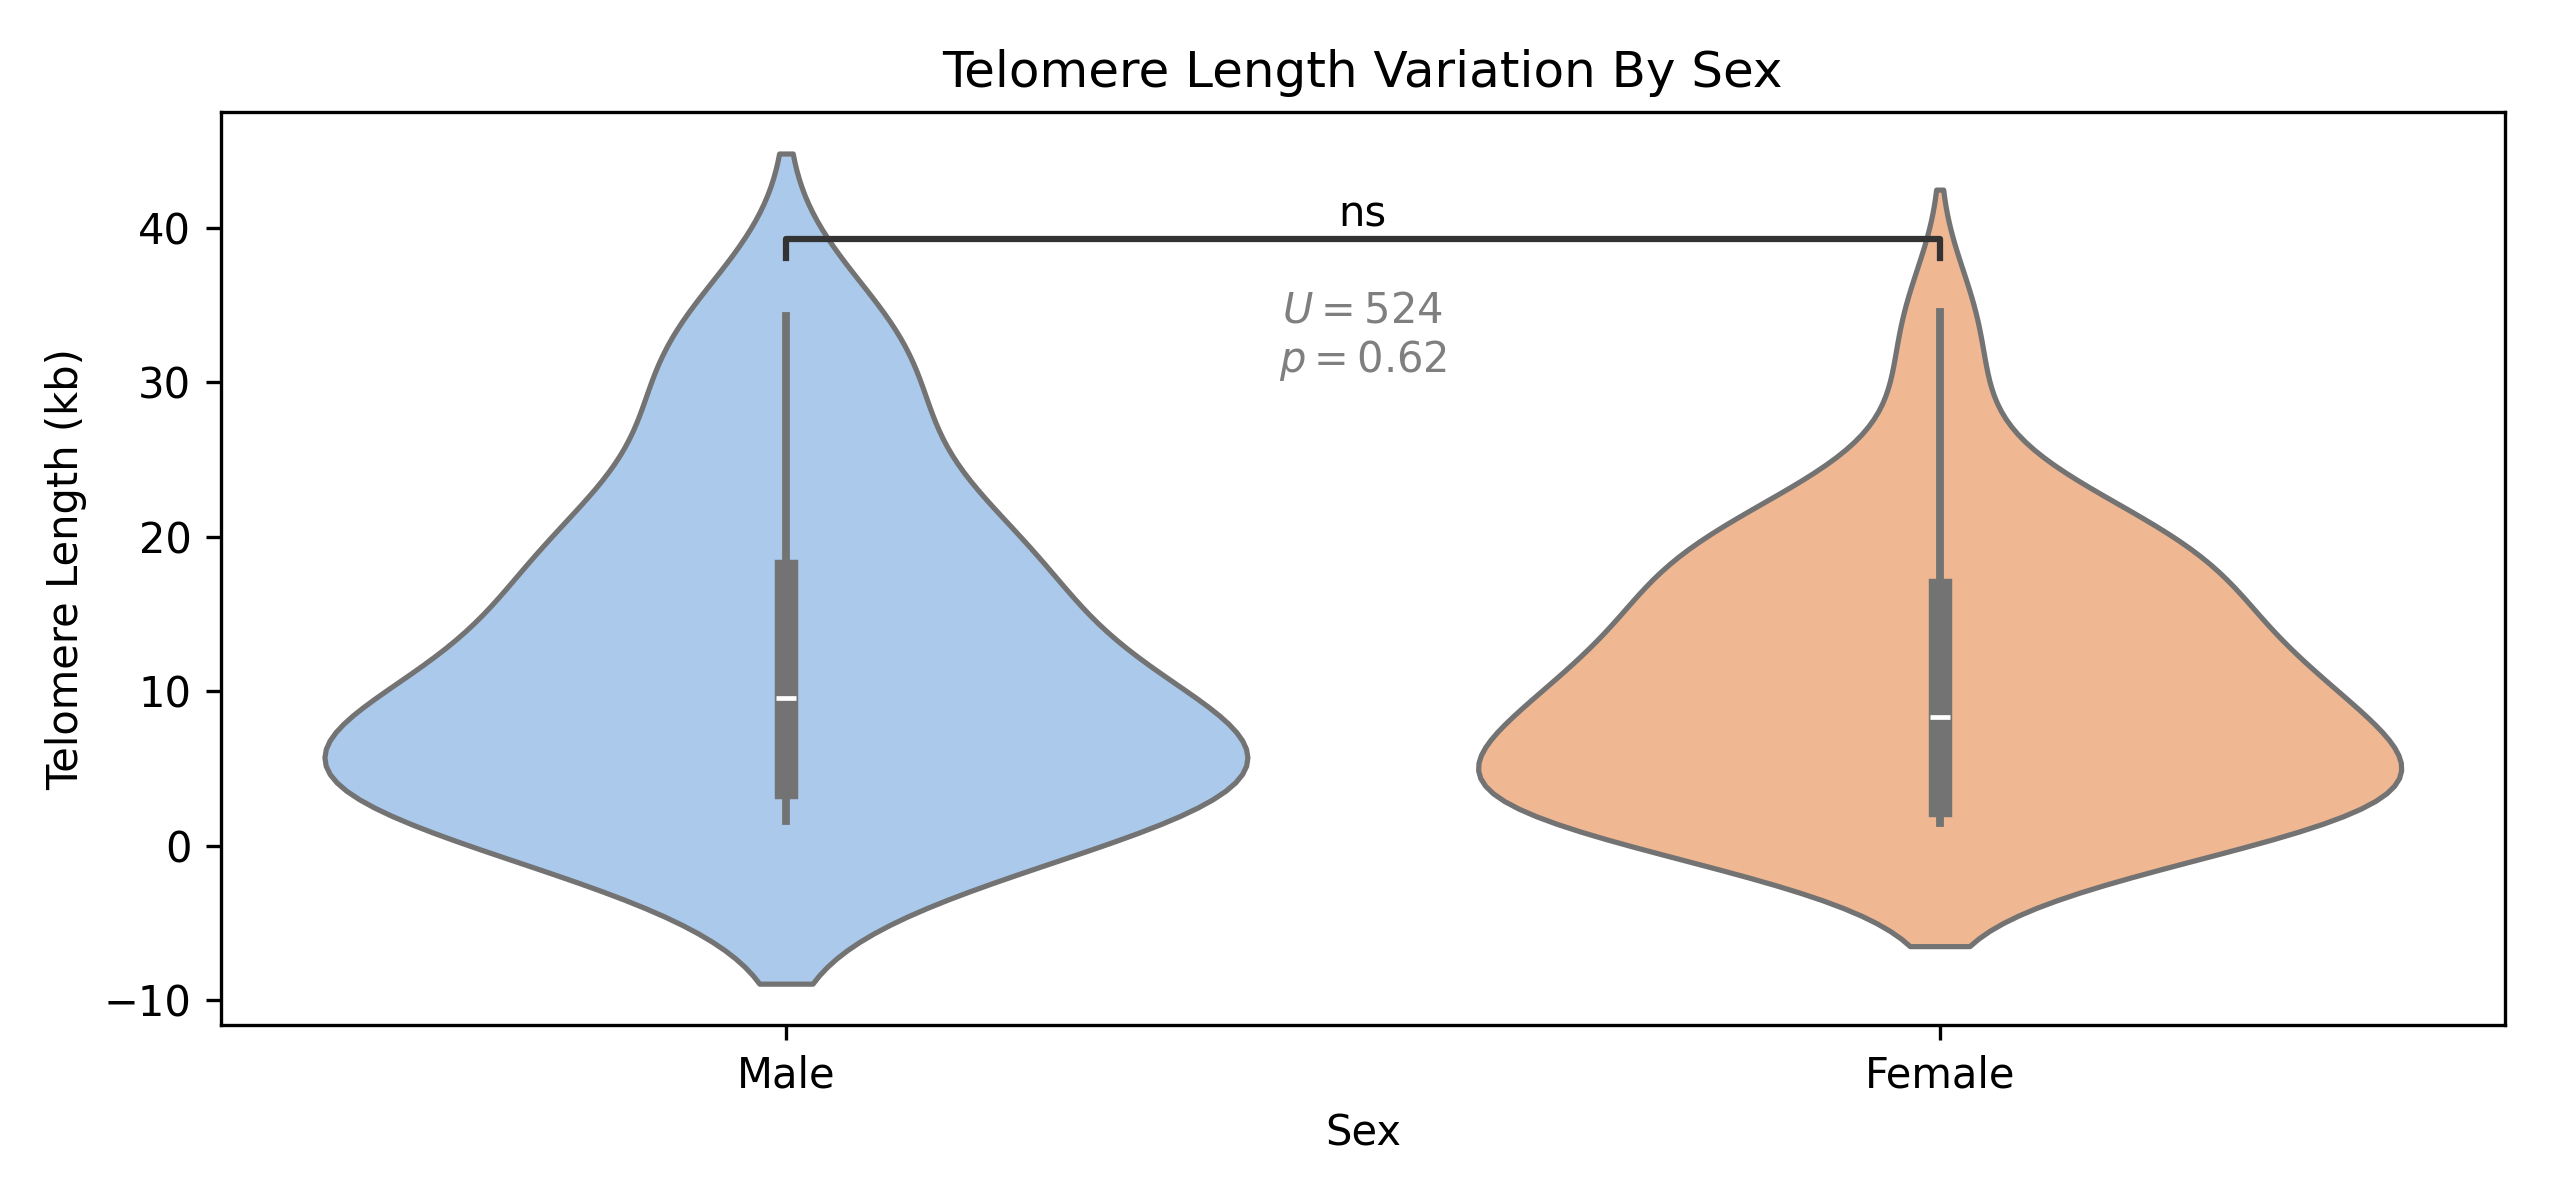 Telomere Length Variation By Sex
Telomere Length (kb)
40
30
20
10
0
−10
ns
U = 524
p = 0.62
Male
Female
Sex